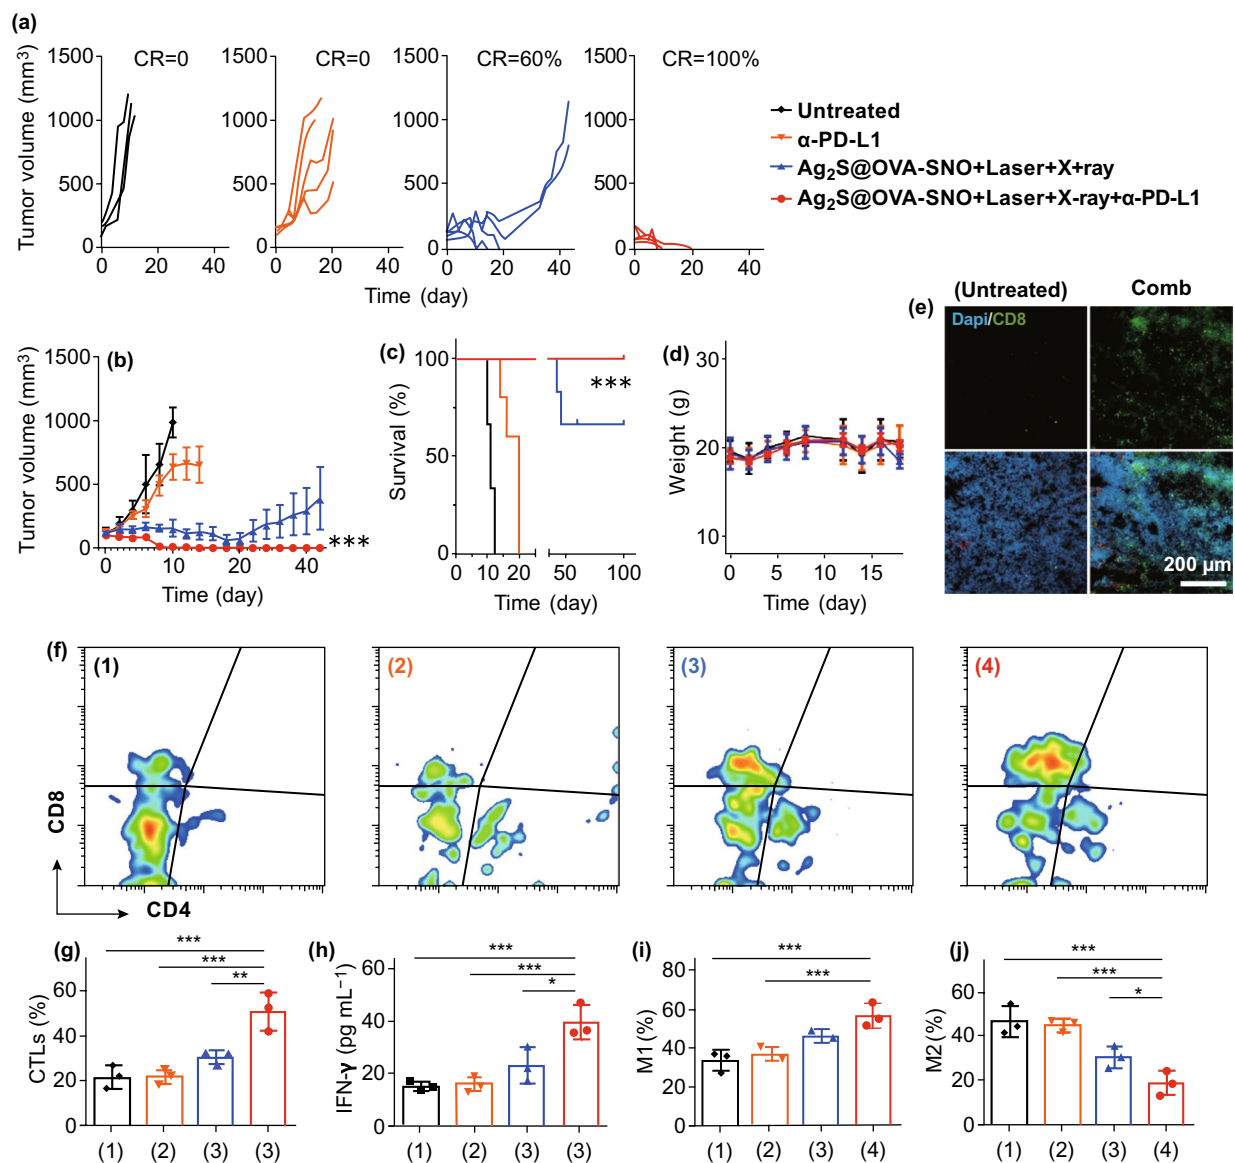 (a)
Tumor volume (mm³)
1500
1000
500
0
CR=0
0 20 40
1500
1000
500
0
CR=0
0 20 40
1500
1000
500
0
CR=60%
0 20 40
1500
1000
500
0
CR=100%
0 20 40
Time (day)
Untreated
α-PD-L1
Ag₂S@OVA-SNO+Laser+X+ray
Ag₂S@OVA-SNO+Laser+X-ray+α-PD-L1
(b)
Tumor volume (mm³)
1500
1000
500
0
0 10 20 30 40
Time (day)
***
(c)
Survival (%)
100
50
0
0 10 20 50 100
Time (day)
***
(d)
Weight (g)
30
20
10
0 5 10 15
Time (day)
(e)
(Untreated) Comb
Dapi/CD8
200 µm
(f)
(1) (2) (3) (4)
CD8
CD4
(g)
CTLs (%)
60
40
20
0
***
***
**
(1) (2) (3) (3)
(h)
IFN-γ (pg mL⁻¹)
60
40
20
0
***
***
*
(1) (2) (3) (3)
(i)
M1(%)
80
60
40
20
0
***
***
(1) (2) (3) (4)
(j)
M2(%)
60
40
20
0
***
***
*
(1) (2) (3) (4)